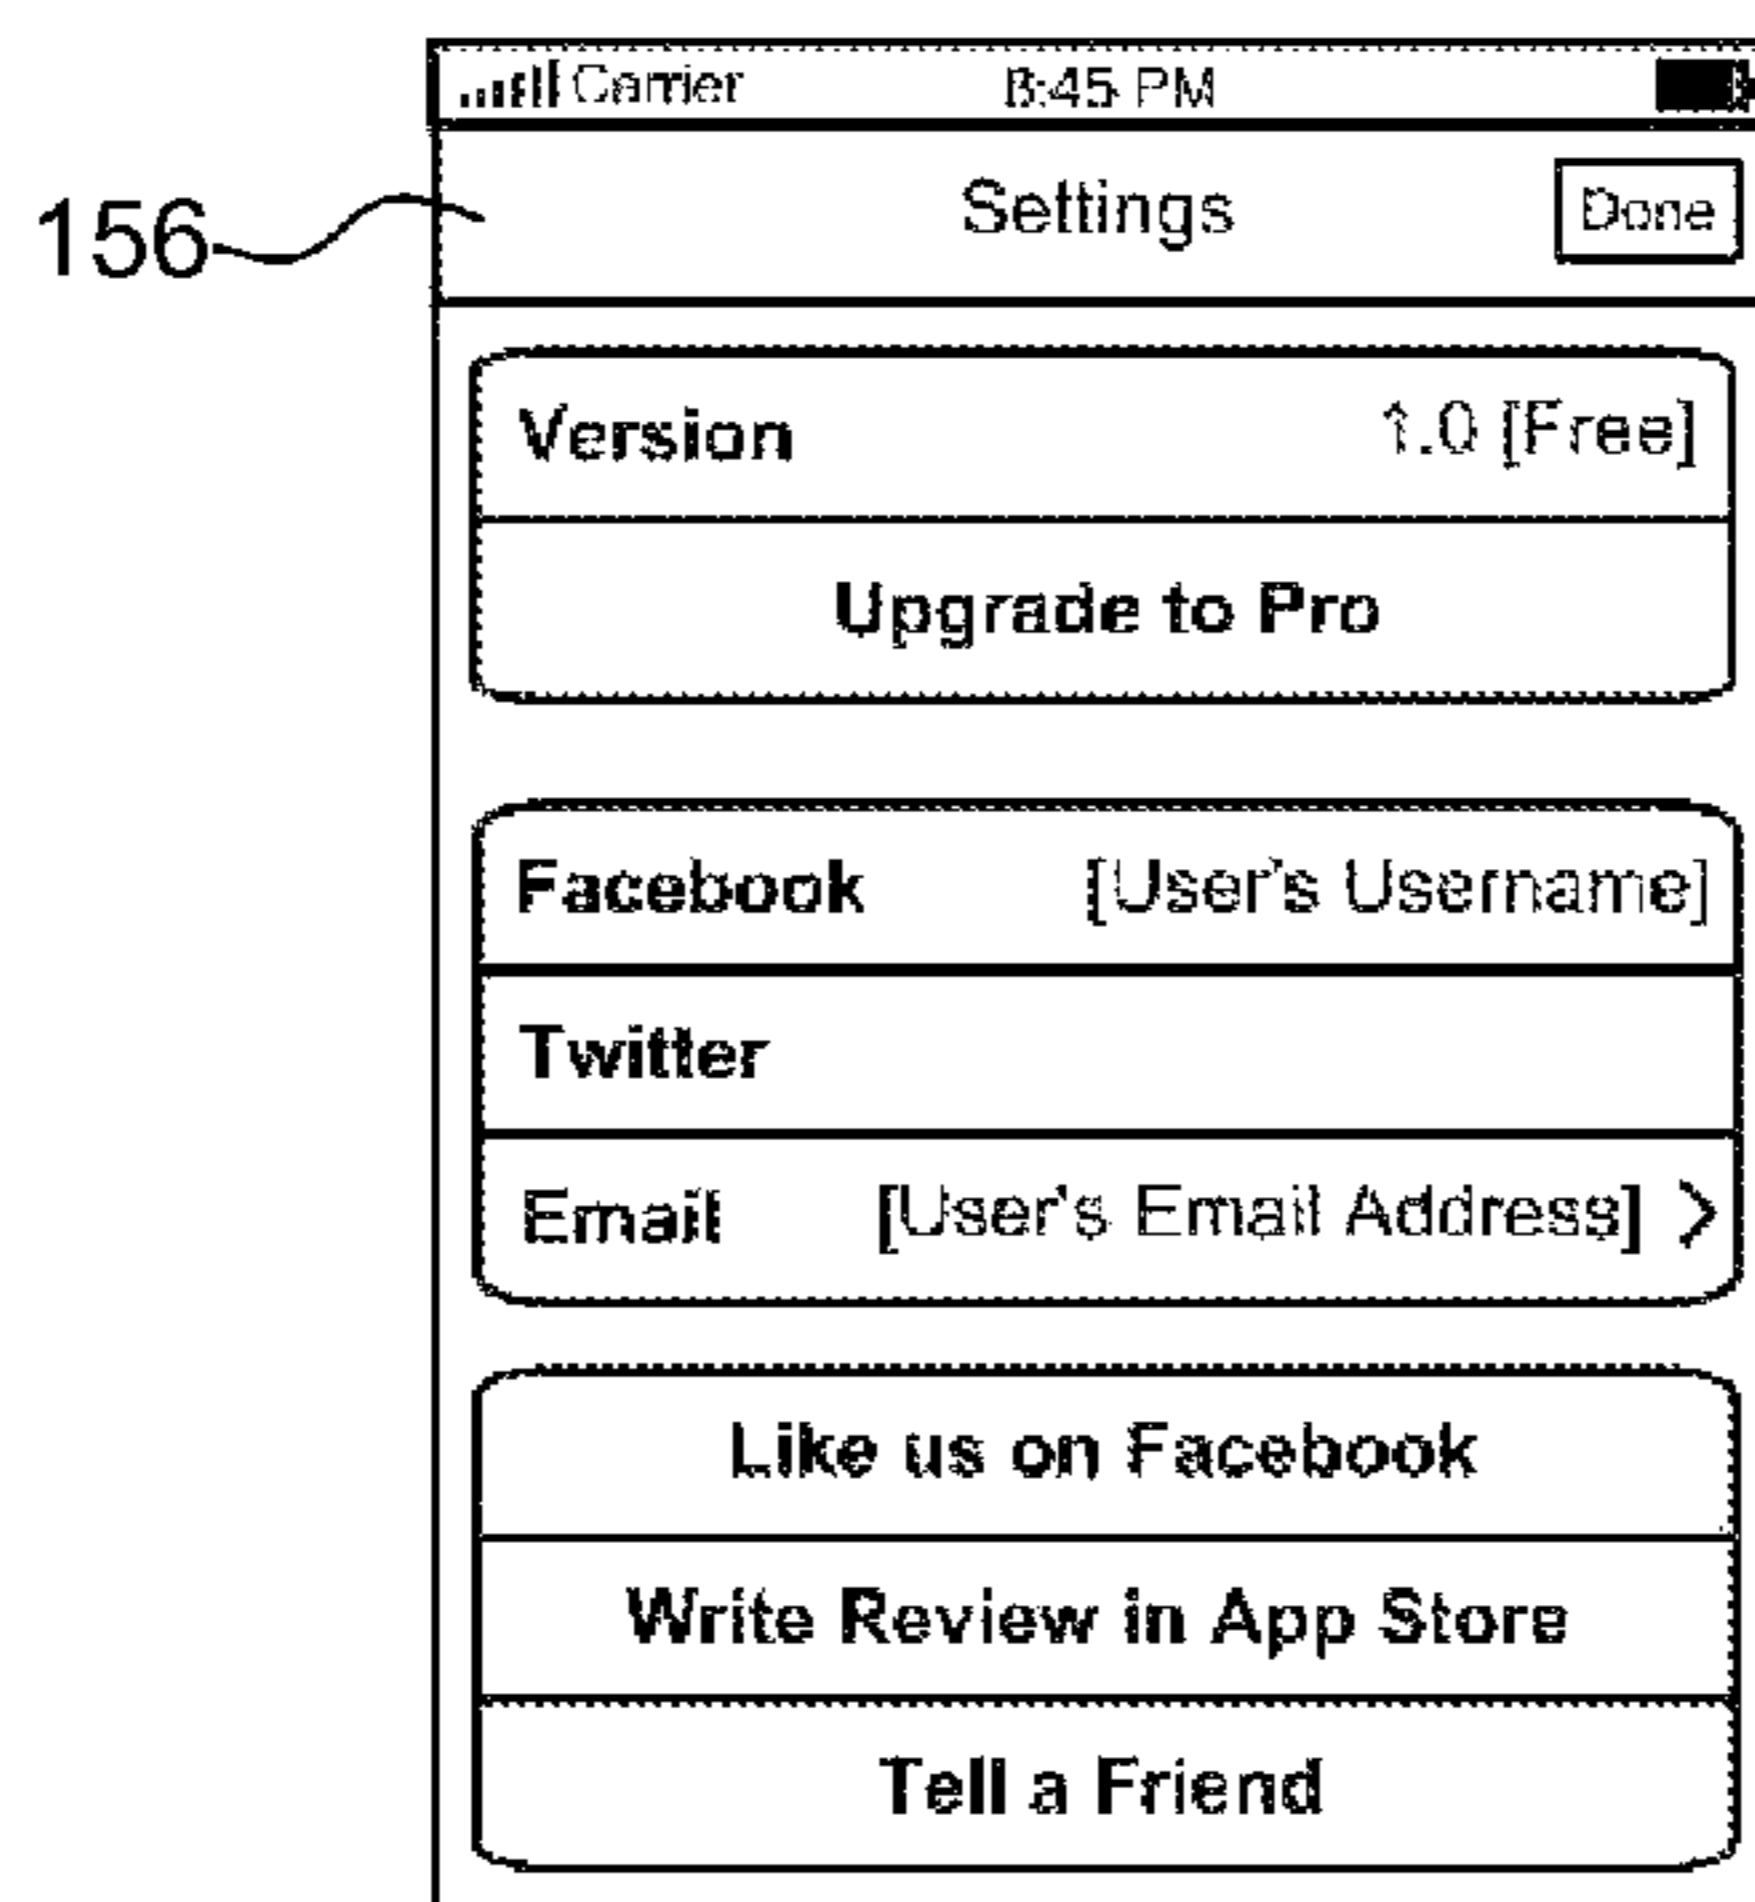 Carrier 8:45 PM
156
Settings Done
Version 1.0 [Free]
Upgrade to Pro
Facebook [User's Username]
Twitter
Email [User's Email Address] >
Like us on Facebook
Write Review in App Store
Tell a Friend